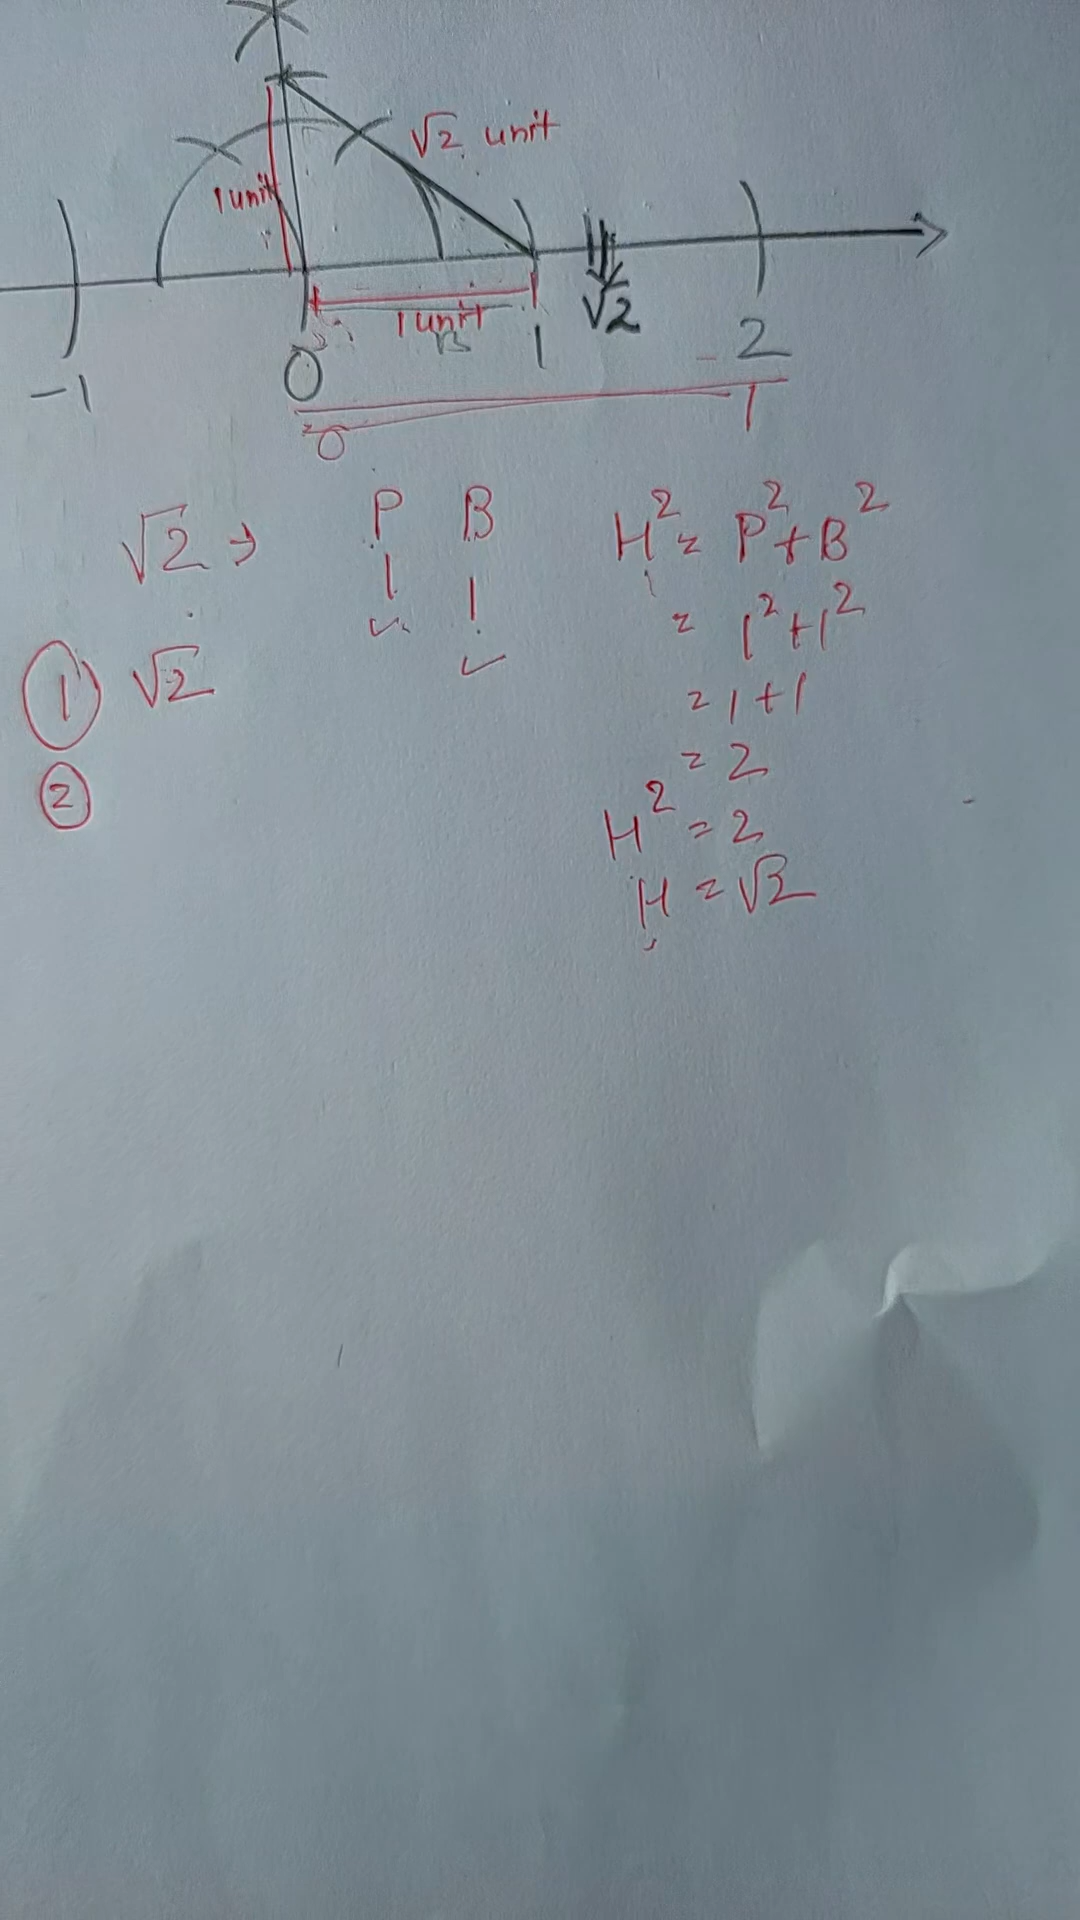 √2 unit
1 unit
1 unit
√2
B
-1 0 1 2
0 1
√2 → P B H² = P² + B²
1 1 = 1² + 1²
① √2 = 1 + 1
② = 2
H² = 2
H = √2